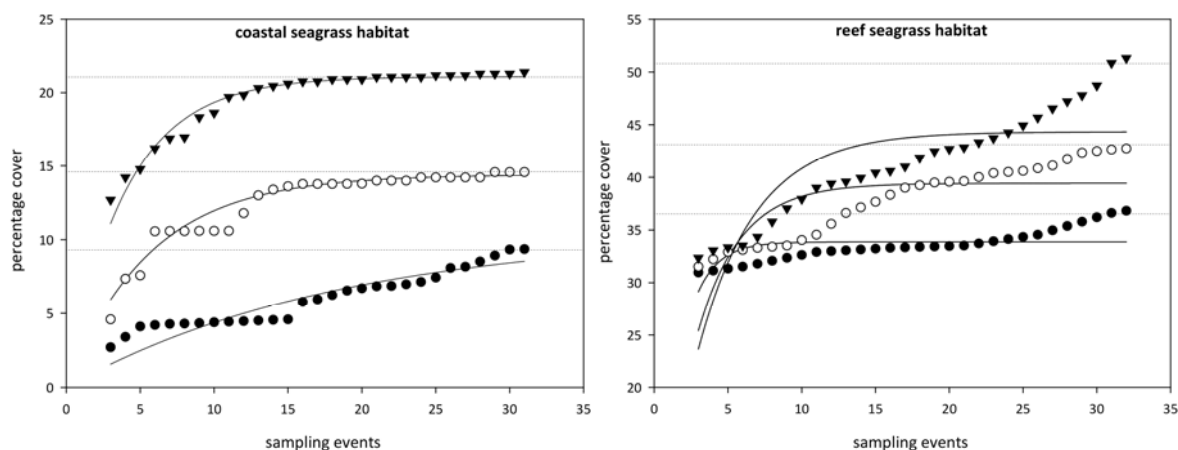 coastal seagrass habitat
percentage cover
25
20
15
10
5
0
0 5 10 15 20 25 30 35
sampling events
reef seagrass habitat
percentage cover
55
50
45
40
35
30
25
20
0 5 10 15 20 25 30 35
sampling events